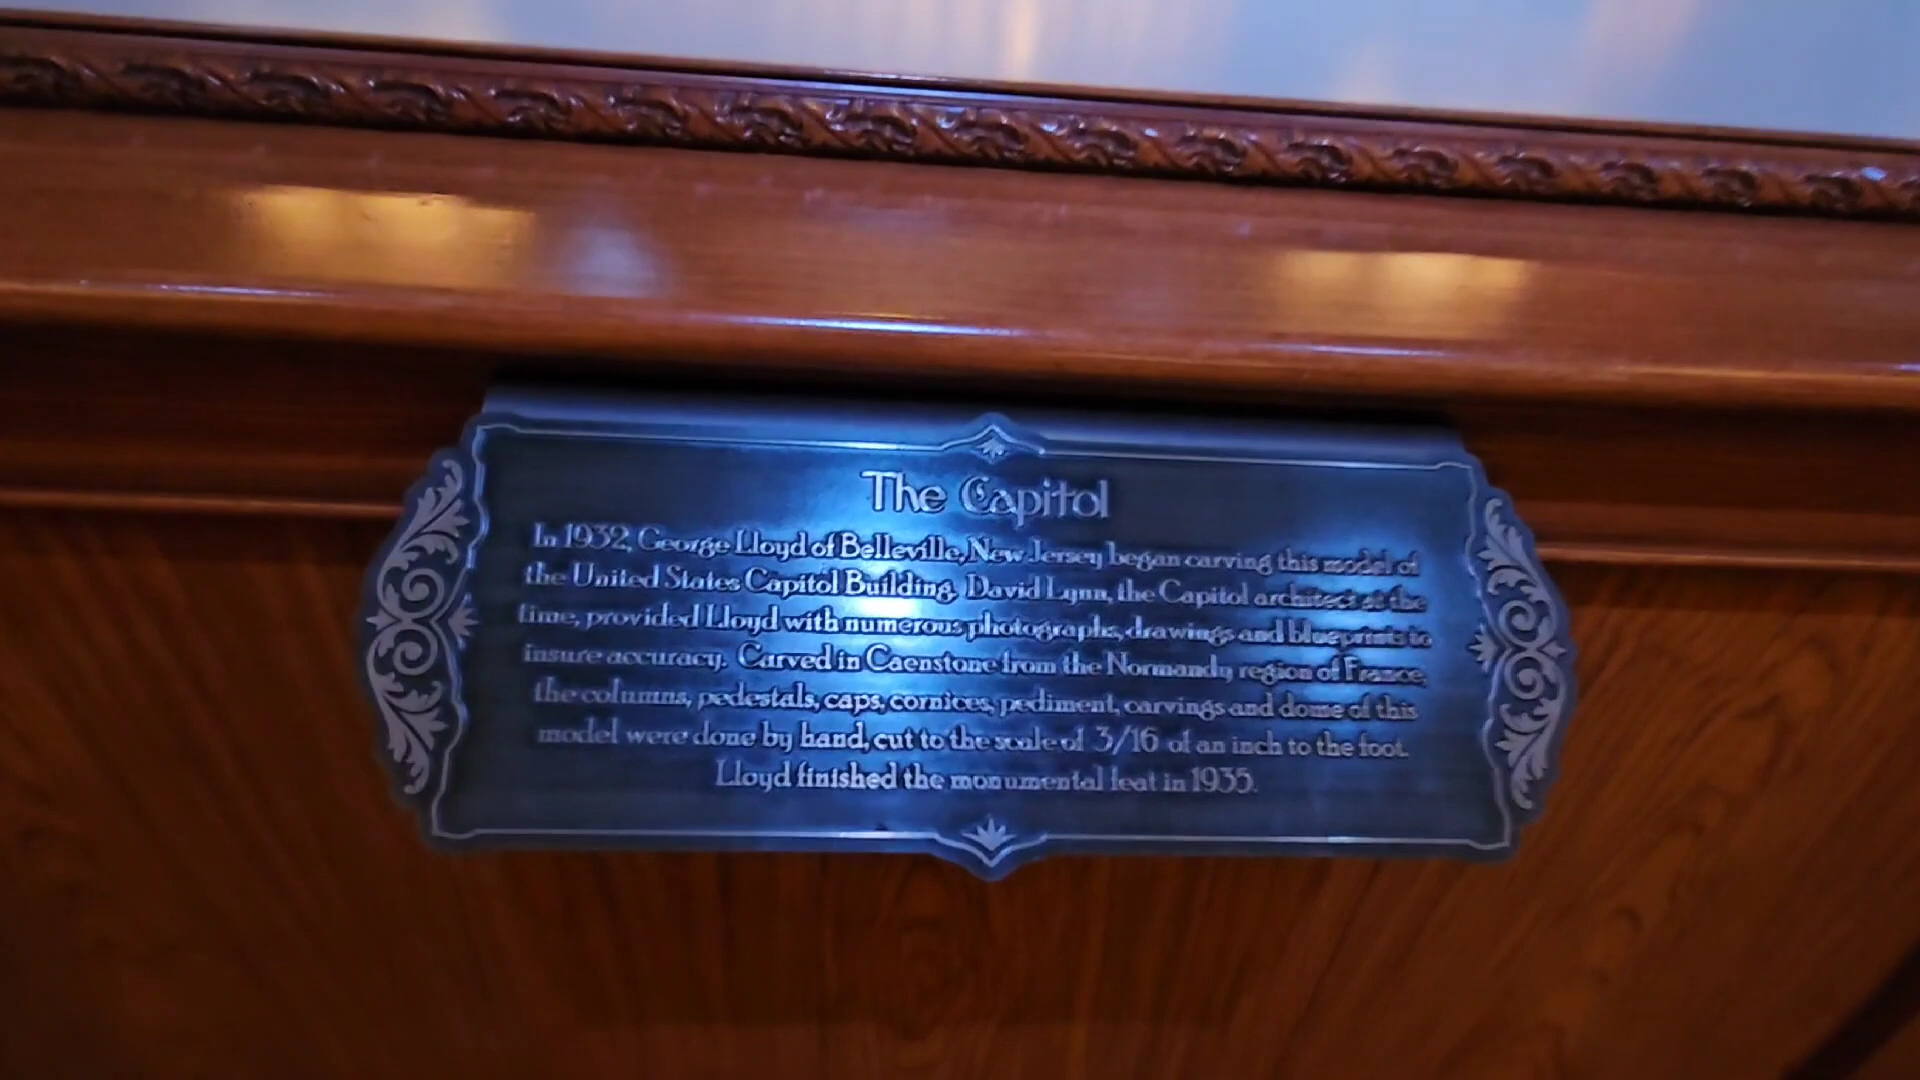 The Capitol
In 1932, George Lloyd of Belleville, New Jersey began carving this model of
the United States Capitol Building. David Lynn, the Capitol architect at the
time, provided Lloyd with numerous photographs, drawings and blueprints to
insure accuracy. Carved in Caenstone from the Normandy region of France,
the columns, pedestals, caps, cornices, pediment, carvings and dome of this
model were done by hand, cut to the scale of 3/16 of an inch to the foot.
Lloyd finished the monumental feat in 1935.